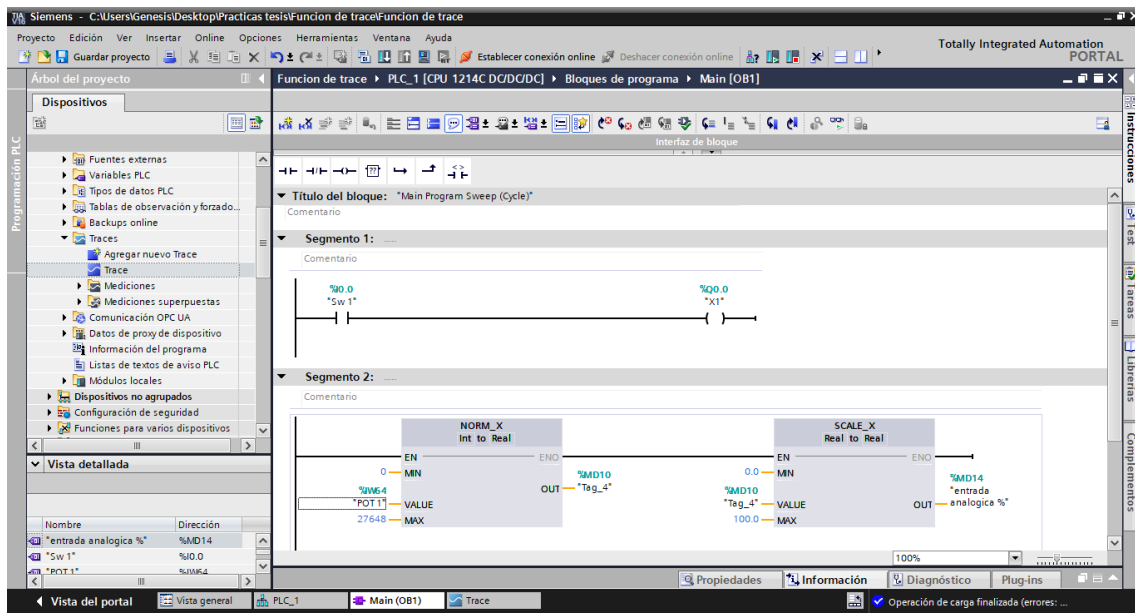 Siemens - C:\Users\Genesis\Desktop\Practicas tesis\Funcion de trace\Funcion de trace
Proyecto Edición Ver Insertar Online Opciones Herramientas Ventana Ayuda
Totally Integrated Automation
PORTAL
Guardar proyecto Establecer conexión online Deshacer conexión online
Árbol del proyecto
Funcion de trace PLC_1 [CPU 1214C DC/DC/DC] Bloques de programa Main [OB1]
Dispositivos
Programación PLC
Fuentes externas
Variables PLC
Tipos de datos PLC
Tablas de observación y forzado...
Backups online
Traces
Agregar nuevo Trace
Trace
Mediciones
Mediciones superpuestas
Comunicación OPC UA
Datos de proxy de dispositivo
Información del programa
Listas de textos de aviso PLC
Módulos locales
Dispositivos no agrupados
Configuración de seguridad
Funciones para varios dispositivos
Vista detallada
Nombre Dirección
"entrada analogica %" %MD14
"Sw 1" %I0.0
"POT 1" %IW64
Interfaz de bloque
Título del bloque: "Main Program Sweep (Cycle)"
Comentario
Segmento 1: .....
Comentario
%I0.0 %Q0.0
"Sw 1" "X1"
Segmento 2: .....
Comentario
NORM_X SCALE_X
Int to Real Real to Real
EN ENO EN ENO
0 MIN 0.0 MIN
%MD10 %MD14
%IW64 OUT "Tag_4" %MD10 "entrada
"POT 1" VALUE "Tag_4" VALUE OUT analogica %"
27648 MAX 100.0 MAX
100%
Instrucciones
Test
Tareas
Librerías
Complementos
Propiedades Información Diagnóstico Plug-ins
Vista del portal Vista general PLC_1 Main (OB1) Trace Operación de carga finalizada (errores: ...